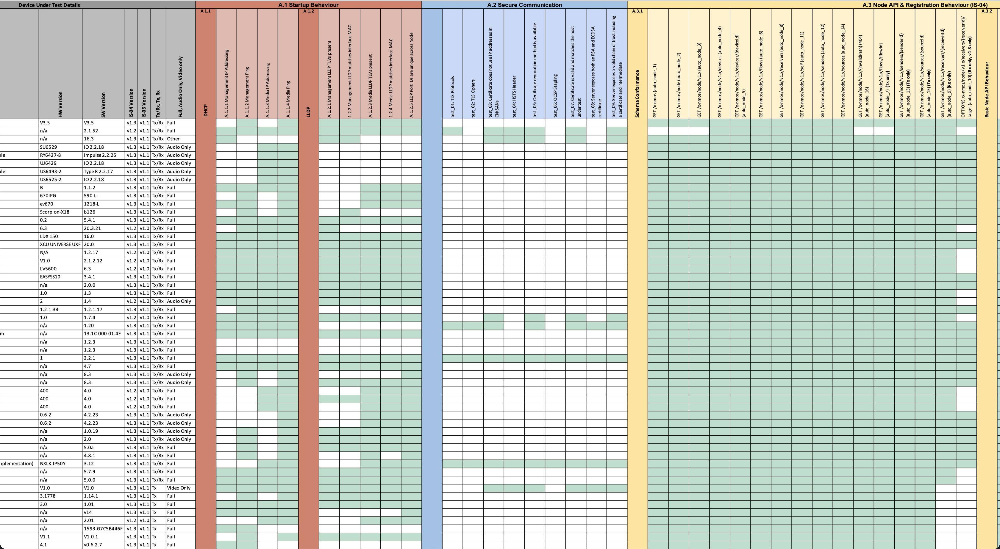 Device Under Test Details
A.1 Startup Behaviour
A.2 Secure Communication
A.3 Node API & Registration Behaviour (IS-04)
HW Version
SW Version
IS-04 Version
IS-05 Version
Tx/Rx, Tx, Rx
Full, Audio Only, Video only
A 1.1
DHCP
A.1.1.1 Management IP Addressing
A.1.1.2 Management Ping
A.1.1.3 Media IP Addressing
A.1.1.4 Media Ping
A.1.2
LLDP
A.1.2.1 Management LLDP TLVs present
1.2.2 Management LLDP matches interface MAC
A.1.2.3 Media LLDP TLVs present
1.2.4 Media LLDP matches interface MAC
A.1.2.5 LLDP Port IDs are unique across Node
test_01: TLS Protocols
test_02: TLS Ciphers
test_03: Certificate does not use IP addresses in
CN/SANs
test_04: HSTS Header
test_05: Certificate revocation method is available
test_06: OCSP Stapling
test_07: Certificate is valid and matches the host
under test
test_08: Server exposes both an RSA and ECDSA
certificate
test_09: Server exposes a valid chain of trust including
a certificate and intermediate
A.3.1
Schema Conformance
GET /x-nmos (auto_node_1)
GET /x-nmos/node (auto_node_2)
GET /x-nmos/node/v1.x (auto_node_3)
GET /x-nmos/node/v1.x/devices (auto_node_4)
GET /x-nmos/node/v1.x/devices/{deviceId}
(auto_node_5)
GET /x-nmos/node/v1.x/flows (auto_node_6)
GET /x-nmos/node/v1.x/receivers (auto_node_8)
GET /x-nmos/node/v1.x/self (auto_node_11)
GET /x-nmos/node/v1.x/senders (auto_node_12)
GET /x-nmos/node/v1.x/sources (auto_node_14)
GET /x-nmos/node/v1.x/{invalidPath} (404)
(auto_node_16)
GET /x-nmos/node/v1.x/flows/{flowId}
(auto_node_7) (Tx only)
GET /x-nmos/node/v1.x/senders/{senderId}
(auto_node_13) (Tx only)
GET /x-nmos/node/v1.x/sources/{sourceId}
(auto_node_15) (Tx only)
GET /x-nmos/node/v1.x/receivers/{receiverId}
(auto_node_9) (Rx only)
OPTIONS /x-nmos/node/v1.x/receivers/{receiverId}/
target (auto_node_10) (Rx only, v1.3 only)
A.3.2
Basic Node API Behaviour
V3.5 V3.5 v1.3 v1.1 Tx/Rx Full
n/a 2.1.52 v1.2 v1.1 Tx/Rx Full
n/a 16.3 v1.3 v1.1 Tx/Rx Other
SU6529 IO 2.2.18 v1.3 v1.1 Tx/Rx Audio Only
ble RY6427-8 Impulse 2.2.25 v1.3 v1.1 Tx/Rx Audio Only
UJ6429 IO 2.2.18 v1.3 v1.1 Tx/Rx Audio Only
ble US6493-2 Type R 2.2.17 v1.3 v1.1 Tx/Rx Audio Only
US6525-2 IO 2.2.18 v1.3 v1.1 Tx/Rx Audio Only
B 1.1.2 v1.3 v1.1 Tx/Rx Full
670IPG 590-L v1.3 v1.1 Tx/Rx Full
ev670 1218-L v1.3 v1.1 Tx/Rx Full
Scorpion-X18 b126 v1.3 v1.1 Tx/Rx Full
0.2 5.4.1 v1.3 v1.1 Tx/Rx Full
6.3 20.3.21 v1.2 v1.0 Tx/Rx Full
LDX 150 16.0 v1.3 v1.1 Tx/Rx Full
XCU UNIVERSE UXF 20.0 v1.3 v1.1 Tx/Rx Full
N/A 1.2.17 v1.2 v1.0 Tx/Rx Full
V1.0 2.1.2.12 v1.2 v1.0 Tx/Rx Full
LV5600 6.3 v1.2 v1.0 Tx/Rx Full
EASYSS10 3.4.1 v1.3 v1.1 Tx/Rx Full
n/a 2.0.0 v1.3 v1.1 Tx/Rx Full
1.0 1.3 v1.3 v1.1 Tx/Rx Full
2 1.4 v1.2 v1.0 Tx/Rx Audio Only
1.2.1.34 1.2.1.17 v1.3 v1.1 Tx/Rx Full
1.0 1.7.4 v1.2 v1.0 Tx/Rx Full
n/a 1.20 v1.3 v1.1 Tx/Rx Full
m n/a 13.1C-000-01.4F v1.3 v1.1 Tx/Rx Full
n/a 1.2.3 v1.3 v1.1 Tx/Rx Full
n/a 1.2.3 v1.3 v1.1 Tx/Rx Full
1 2.2.1 v1.3 v1.1 Tx/Rx Full
n/a 4.7 v1.3 v1.1 Tx/Rx Full
n/a 8.3 v1.3 v1.1 Tx/Rx Audio Only
n/a 8.3 v1.3 v1.1 Tx/Rx Audio Only
400 4.0 v1.2 v1.0 Tx/Rx Full
400 4.0 v1.2 v1.0 Tx/Rx Full
400 4.0 v1.2 v1.0 Tx/Rx Full
0.6.2 4.2.23 v1.3 v1.1 Tx/Rx Audio Only
0.6.2 4.2.23 v1.3 v1.1 Tx/Rx Audio Only
n/a 1.0.19 v1.3 v1.1 Tx/Rx Audio Only
n/a 2.0 v1.3 v1.1 Tx/Rx Audio Only
n/a 5.0a v1.3 v1.1 Tx/Rx Full
n/a 4.8.1 v1.3 v1.1 Tx/Rx Full
mplementation) NXLK-IP50Y 3.12 v1.3 v1.1 Tx/Rx Full
n/a 5.7.9 v1.3 v1.1 Tx/Rx Full
n/a 5.0.0 v1.3 v1.1 Tx/Rx Full
V1.0 V1.0 v1.3 v1.1 Tx Video Only
3.1778 1.14.1 v1.3 v1.1 Tx Full
3.0 1.01 v1.3 v1.1 Tx Full
n/a v14 v1.3 v1.1 Tx Full
n/a 2.01 v1.2 v1.0 Tx Full
n/a 1593-G7C5B446F v1.3 v1.1 Tx Full
V1.1 V1.0.1 v1.3 v1.1 Tx Full
4.1 v0.6.2.7 v1.3 v1.1 Tx Full